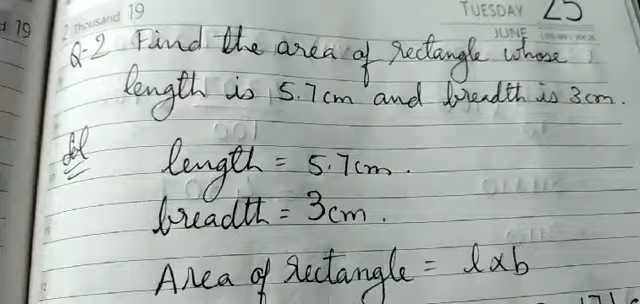 d 19
2 Thousand 19
TUESDAY 25
JUNE
Q-2 Find the area of rectangle whose
length is 5.7cm and breadth is 3cm.
Sol
length = 5.7cm.
breadth = 3cm.
Area of rectangle = l x b